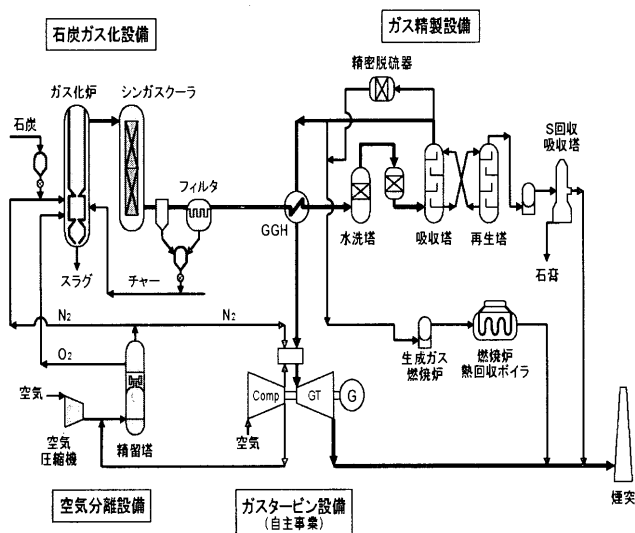 石炭ガス化設備
ガス精製設備
ガス化炉
シンガスクーラ
精密脱硫器
石炭
S回収
吸収塔
フィルタ
GGH
水洗塔
吸収塔
再生塔
スラグ
チャー
石膏
N2
N2
O2
生成ガス
燃焼炉
燃焼炉
熱回収ボイラ
空気
Comp
GT
G
空気
圧縮機
精留塔
空気
煙突
空気分離設備
ガスタービン設備
(自主事業)